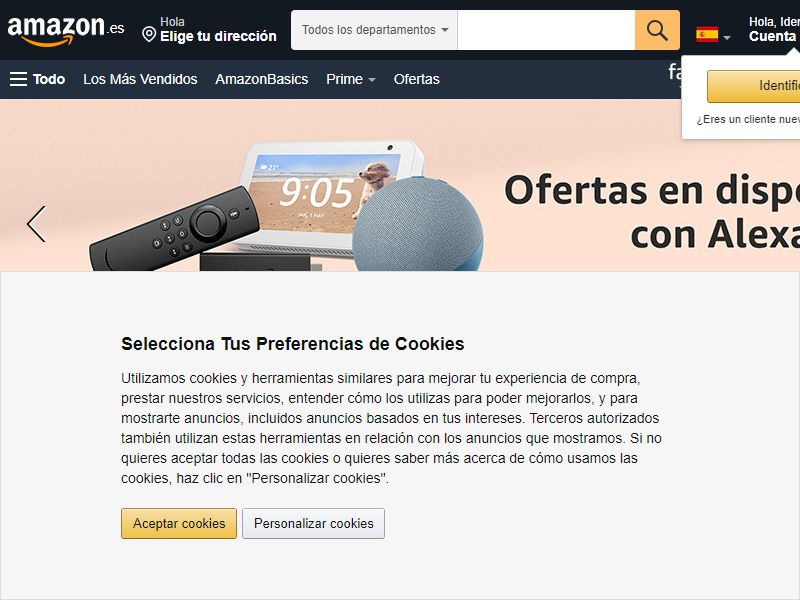 amazon.es
Hola
Elige tu dirección
Todos los departamentos
Hola, Iden
Cuenta
Todo
Los Más Vendidos
AmazonBasics
Prime
Ofertas
Identific
¿Eres un cliente nuev
21°
9:05
Ofertas en dispo
con Alexa
Selecciona Tus Preferencias de Cookies
Utilizamos cookies y herramientas similares para mejorar tu experiencia de compra,
prestar nuestros servicios, entender cómo los utilizas para poder mejorarlos, y para
mostrarte anuncios, incluidos anuncios basados en tus intereses. Terceros autorizados
también utilizan estas herramientas en relación con los anuncios que mostramos. Si no
quieres aceptar todas las cookies o quieres saber más acerca de cómo usamos las
cookies, haz clic en "Personalizar cookies".
Aceptar cookies
Personalizar cookies